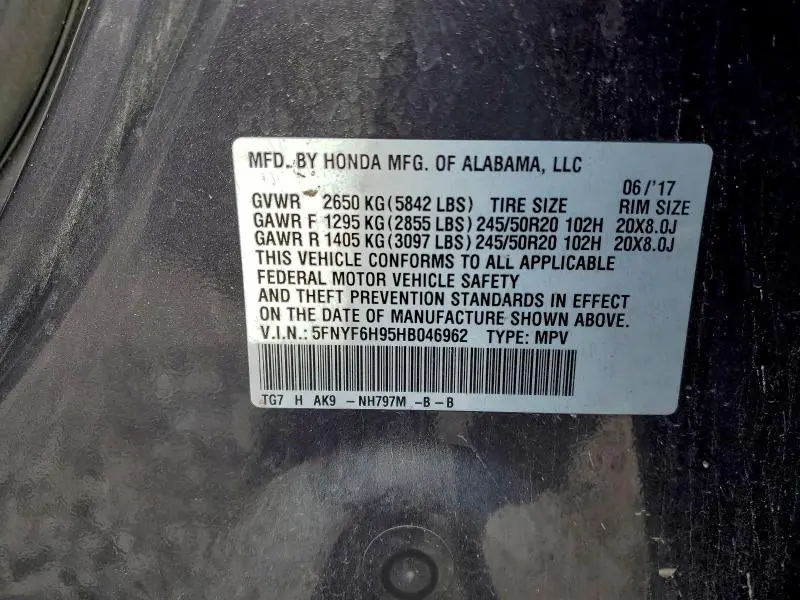 MFD. BY HONDA MFG. OF ALABAMA, LLC
06/'17
GVWR 2650 KG(5842 LBS) TIRE SIZE RIM SIZE
GAWR F 1295 KG(2855 LBS) 245/50R20 102H 20X8.0J
GAWR R 1405 KG(3097 LBS) 245/50R20 102H 20X8.0J
THIS VEHICLE CONFORMS TO ALL APPLICABLE
FEDERAL MOTOR VEHICLE SAFETY
AND THEFT PREVENTION STANDARDS IN EFFECT
ON THE DATE OF MANUFACTURE SHOWN ABOVE.
V.I.N.: 5FNYF6H95HB046962 TYPE: MPV
TG7 H AK9 -NH797M -B-B